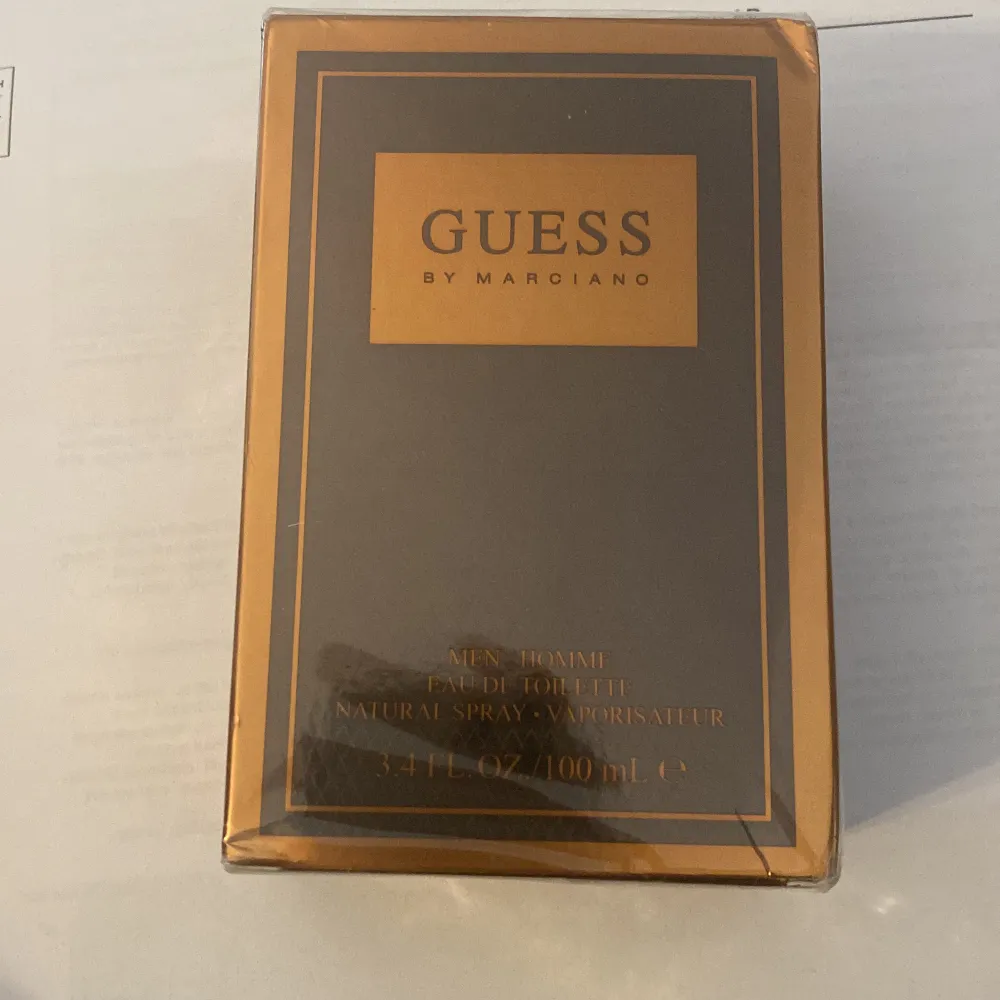 GUESS
BY MARCIANO
MEN HOMME
EAU DE TOILETTE
NATURAL SPRAY • VAPORISATEUR
3.4 FL. OZ./100 mL ℮